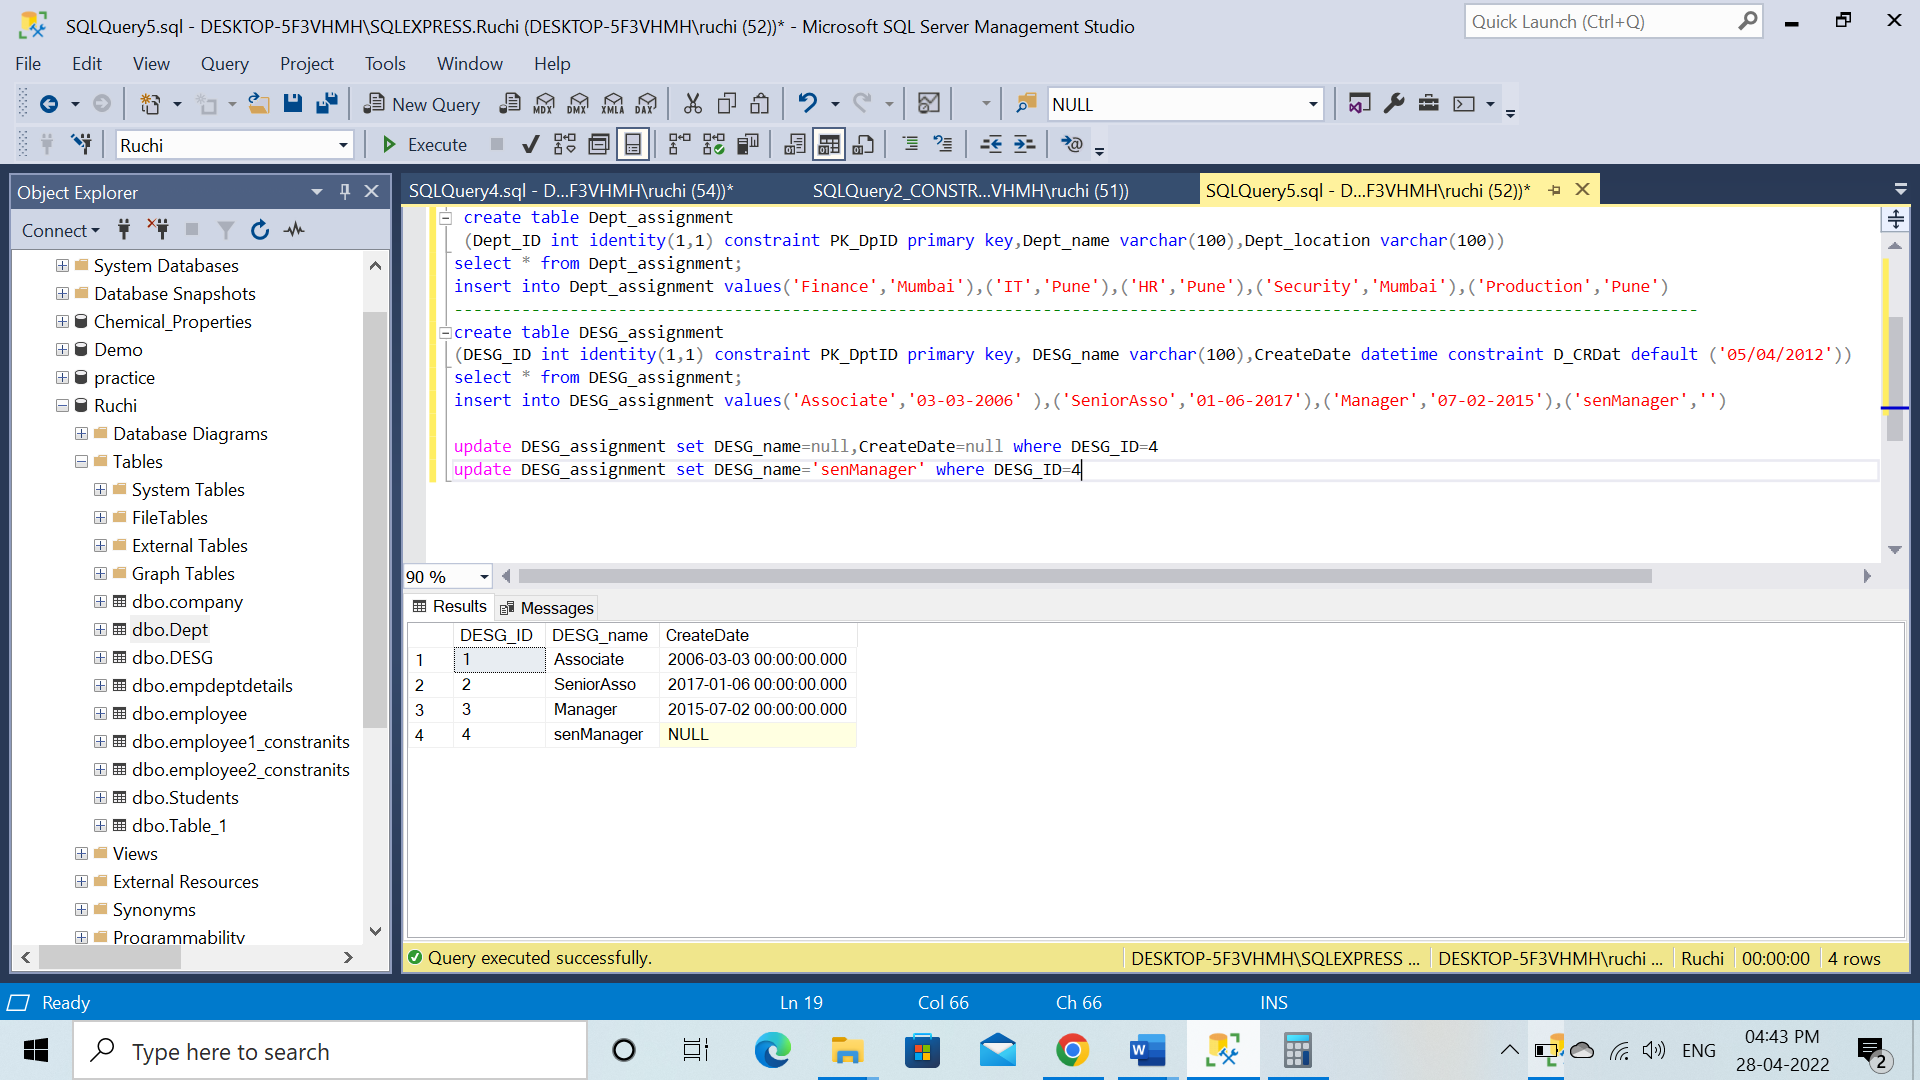 SQLQuery5.sql - DESKTOP-5F3VHMH\SQLEXPRESS.Ruchi (DESKTOP-5F3VHMH\ruchi (52))* - Microsoft SQL Server Management Studio
Quick Launch (Ctrl+Q)
File Edit View Query Project Tools Window Help
New Query MDX DMX XMLA DAX NULL
Ruchi Execute
Object Explorer
Connect
System Databases
Database Snapshots
Chemical_Properties
Demo
practice
Ruchi
Database Diagrams
Tables
System Tables
FileTables
External Tables
Graph Tables
dbo.company
dbo.Dept
dbo.DESG
dbo.empdeptdetails
dbo.employee
dbo.employee1_constranits
dbo.employee2_constranits
dbo.Students
dbo.Table_1
Views
External Resources
Synonyms
Programmability
SQLQuery4.sql - D...F3VHMH\ruchi (54))* SQLQuery2_CONSTR...VHMH\ruchi (51)) SQLQuery5.sql - D...F3VHMH\ruchi (52))*
create table Dept_assignment
(Dept_ID int identity(1,1) constraint PK_DpID primary key,Dept_name varchar(100),Dept_location varchar(100))
select * from Dept_assignment;
insert into Dept_assignment values('Finance','Mumbai'),('IT','Pune'),('HR','Pune'),('Security','Mumbai'),('Production','Pune')
create table DESG_assignment
(DESG_ID int identity(1,1) constraint PK_DptID primary key, DESG_name varchar(100),CreateDate datetime constraint D_CRDat default ('05/04/2012'))
select * from DESG_assignment;
insert into DESG_assignment values('Associate','03-03-2006' ),('SeniorAsso','01-06-2017'),('Manager','07-02-2015'),('senManager','')
update DESG_assignment set DESG_name=null,CreateDate=null where DESG_ID=4
update DESG_assignment set DESG_name='senManager' where DESG_ID=4
90 %
Results Messages
DESG_ID DESG_name CreateDate
1 1 Associate 2006-03-03 00:00:00.000
2 2 SeniorAsso 2017-01-06 00:00:00.000
3 3 Manager 2015-07-02 00:00:00.000
4 4 senManager NULL
Query executed successfully. DESKTOP-5F3VHMH\SQLEXPRESS ... DESKTOP-5F3VHMH\ruchi ... Ruchi 00:00:00 4 rows
Ready Ln 19 Col 66 Ch 66 INS
Type here to search
ENG 04:43 PM
28-04-2022
2